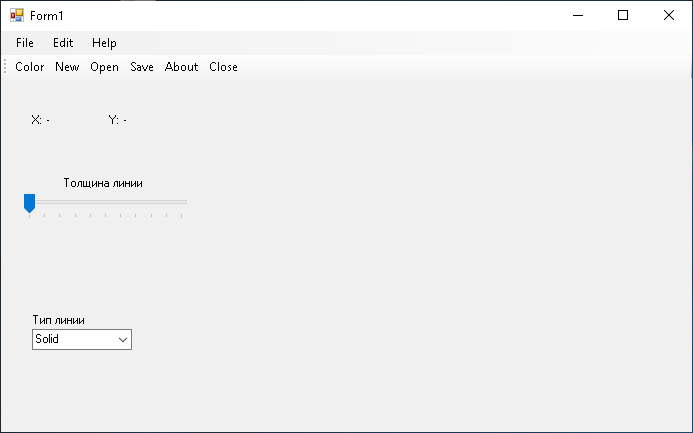 Form1
File Edit Help
Color New Open Save About Close
X: - Y: -
Толщина линии
Тип линии
Solid